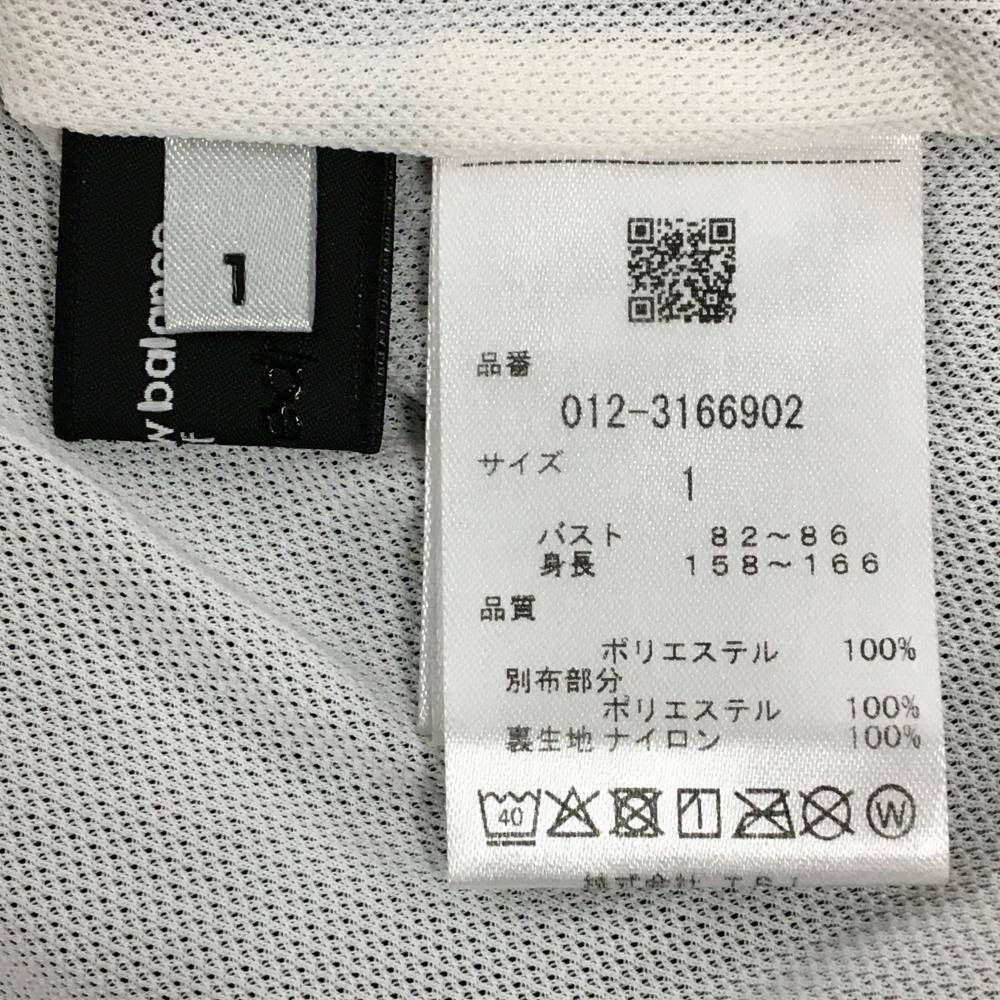 1
balance
品番
012-3166902
サイズ
1
バスト 82～86
身長 158～166
品質
ポリエステル 100%
別布部分
ポリエステル 100%
裏生地 ナイロン 100%
40
W